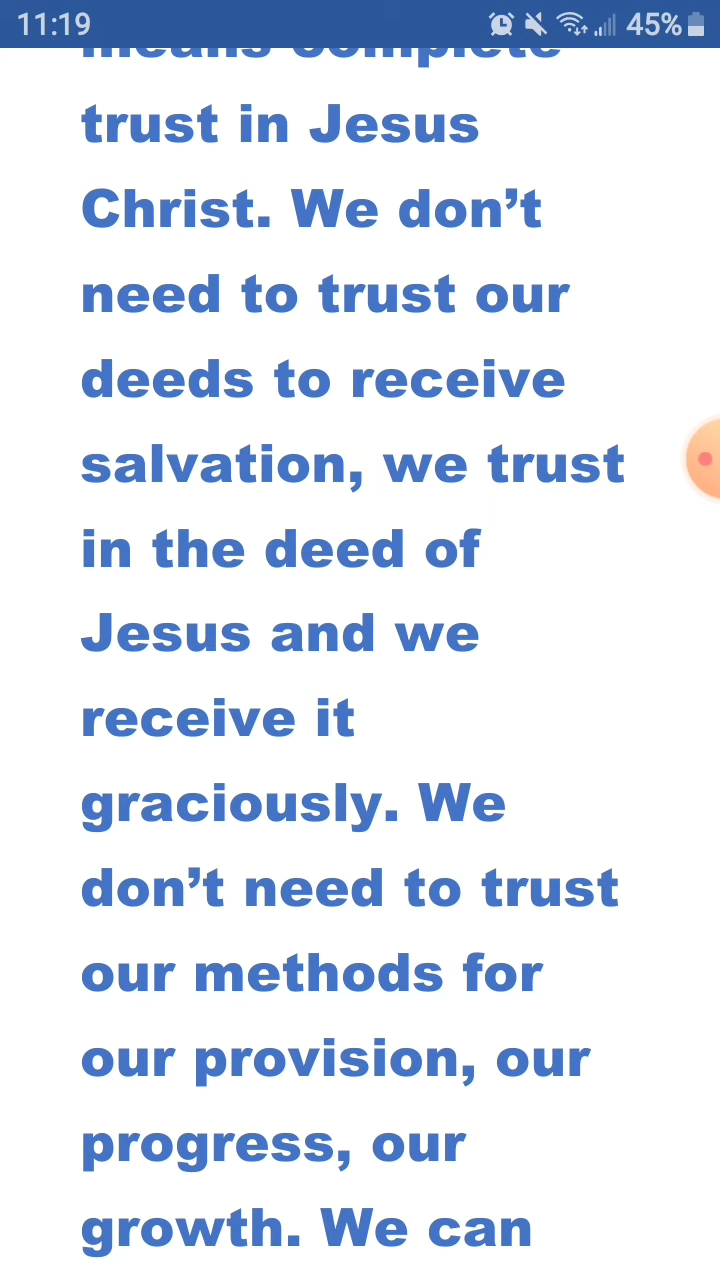 11:19 45%
means complete
trust in Jesus
Christ. We don’t
need to trust our
deeds to receive
salvation, we trust
in the deed of
Jesus and we
receive it
graciously. We
don’t need to trust
our methods for
our provision, our
progress, our
growth. We can